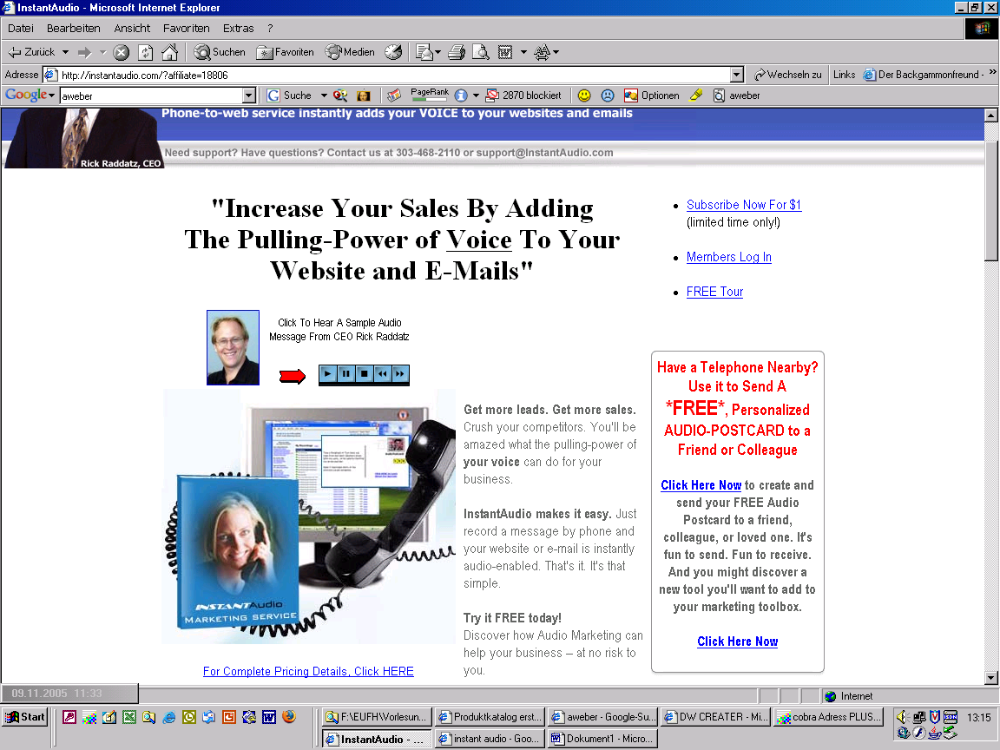 InstantAudio - Microsoft Internet Explorer
Datei Bearbeiten Ansicht Favoriten Extras ?
Zurück Suchen Favoriten Medien
Adresse http://instantaudio.com/?affiliate=18806 Wechseln zu Links Der Backgammonfreund - »
Google aweber Suche PageRank 2870 blockiert Optionen aweber
Phone-to-web service instantly adds your VOICE to your websites and emails
Rick Raddatz, CEO
Need support? Have questions? Contact us at 303-468-2110 or support@InstantAudio.com
"Increase Your Sales By Adding
The Pulling-Power of Voice To Your
Website and E-Mails"
Subscribe Now For $1
(limited time only!)
Members Log In
FREE Tour
Click To Hear A Sample Audio
Message From CEO Rick Raddatz
Get more leads. Get more sales.
Crush your competitors. You'll be
amazed what the pulling-power of
your voice can do for your
business.
InstantAudio makes it easy. Just
record a message by phone and
your website or e-mail is instantly
audio-enabled. That's it. It's that
simple.
Try it FREE today!
Discover how Audio Marketing can
help your business – at no risk to
you.
INSTANTAudio
MARKETING SERVICE
For Complete Pricing Details, Click HERE
Have a Telephone Nearby?
Use it to Send A
*FREE*, Personalized
AUDIO-POSTCARD to a
Friend or Colleague
Click Here Now to create and
send your FREE Audio
Postcard to a friend,
colleague, or loved one. It's
fun to send. Fun to receive.
And you might discover a
new tool you'll want to add to
your marketing toolbox.
Click Here Now
09.11.2005 11:33
Internet
Start F:\EUFH\Vorlesun... Produktkatalog erst... aweber - Google-Su... DW CREATER - Mi... cobra Adress PLUS... 13:15
InstantAudio - ... instant audio - Goo... Dokument1 - Micro...